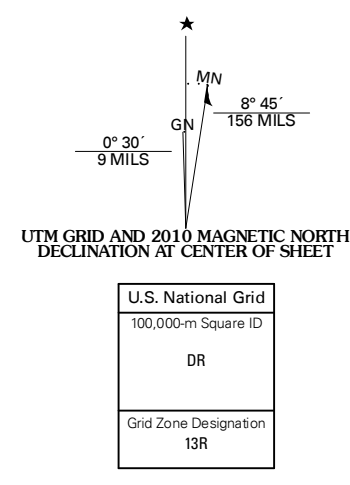 MN
8° 45´
156 MILS
GN
0° 30´
9 MILS
UTM GRID AND 2010 MAGNETIC NORTH
DECLINATION AT CENTER OF SHEET
U.S. National Grid
100,000-m Square ID
DR
Grid Zone Designation
13R